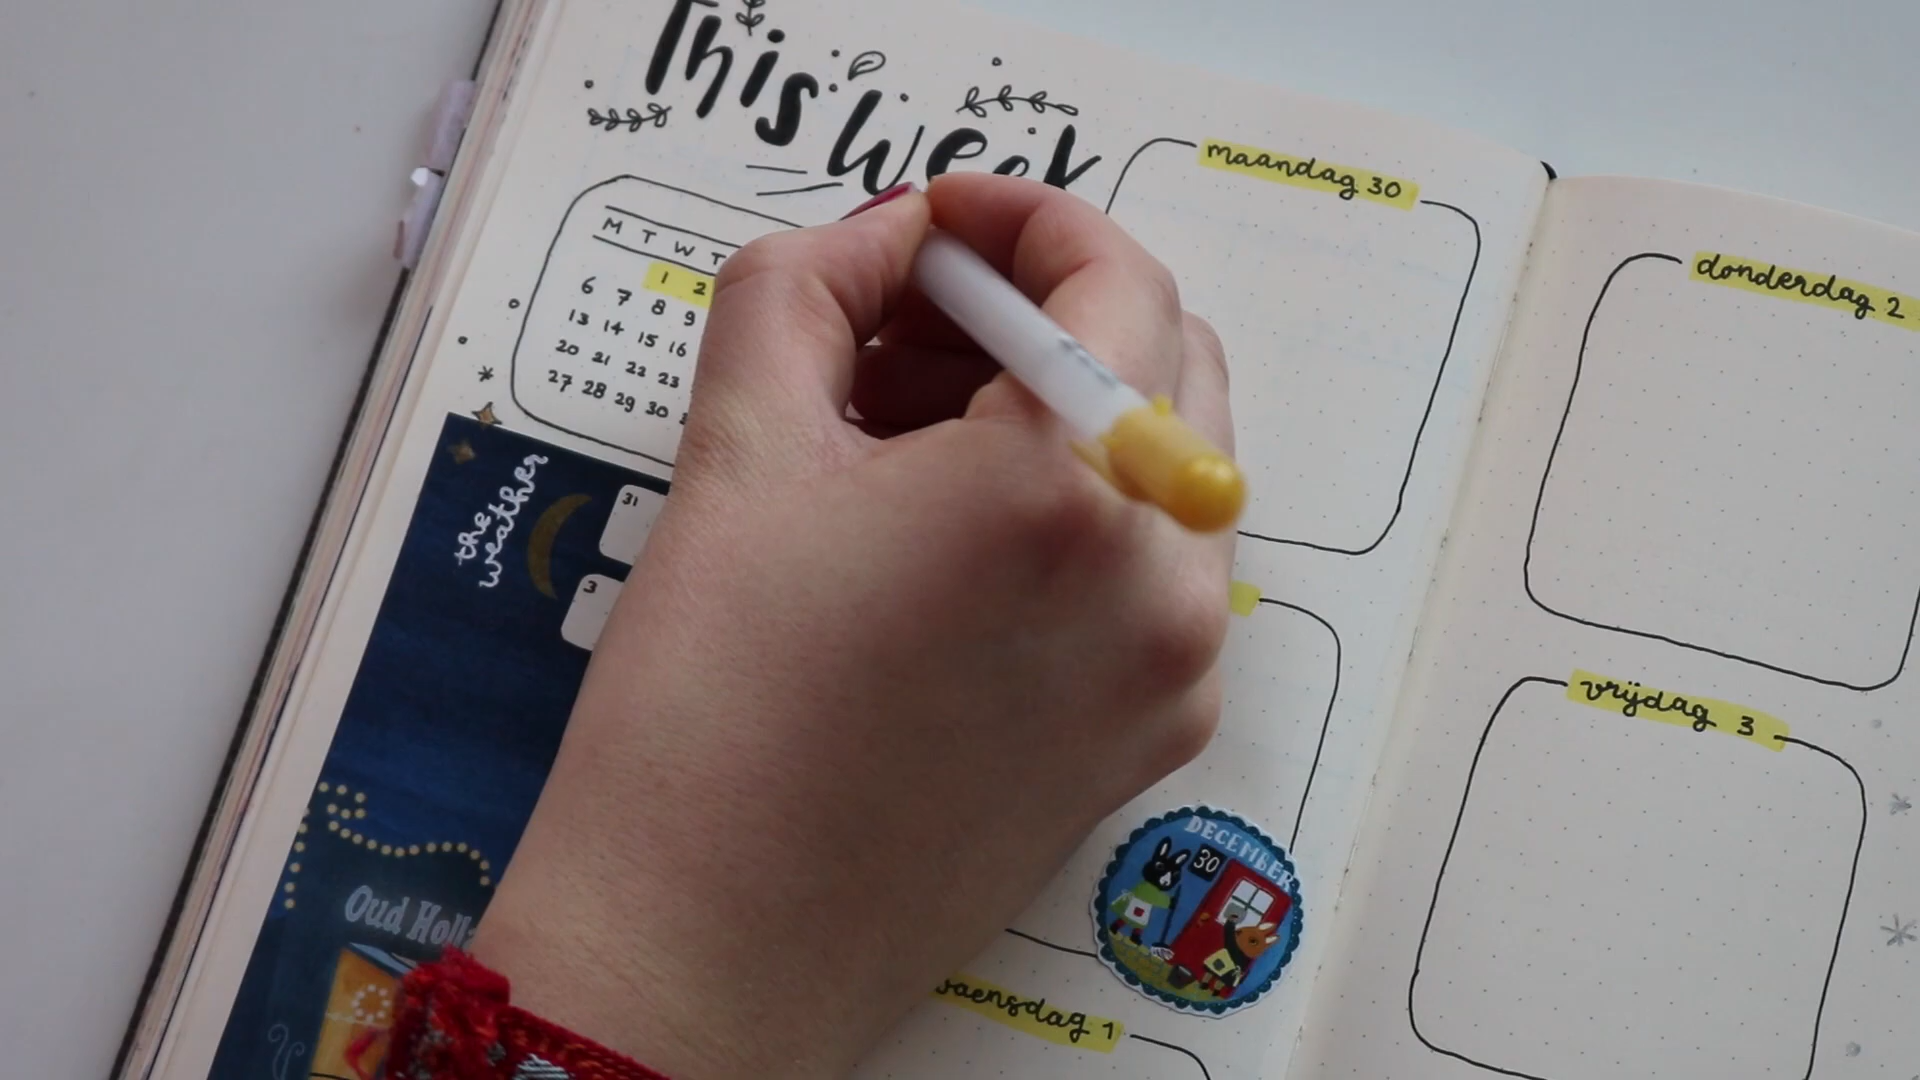 This Week
M T W T
1 2
6 7 8 9
13 14 15 16
20 21 22 23
27 28 29 30
the
weather
31
3
Oud
maandag 30
DECEMBER
30
woensdag 1
donderdag 2
vrijdag 3